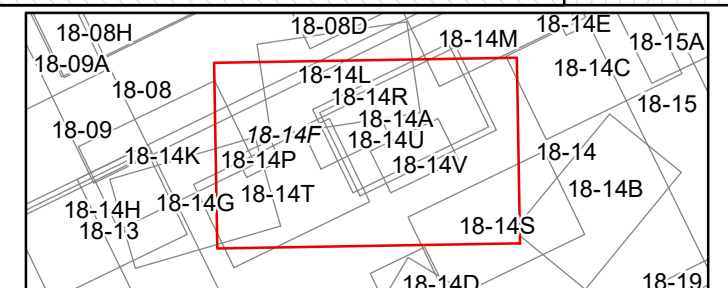 18-08D
18-14E
18-08H
18-14M
18-15A
18-09A
18-14L
18-14C
18-08
18-14R
18-15
18-14A
18-09
18-14F
18-14U
18-14K
18-14P
18-14V
18-14
18-14T
18-14B
18-14H
18-14G
18-13
18-14S
18-14D
18-19